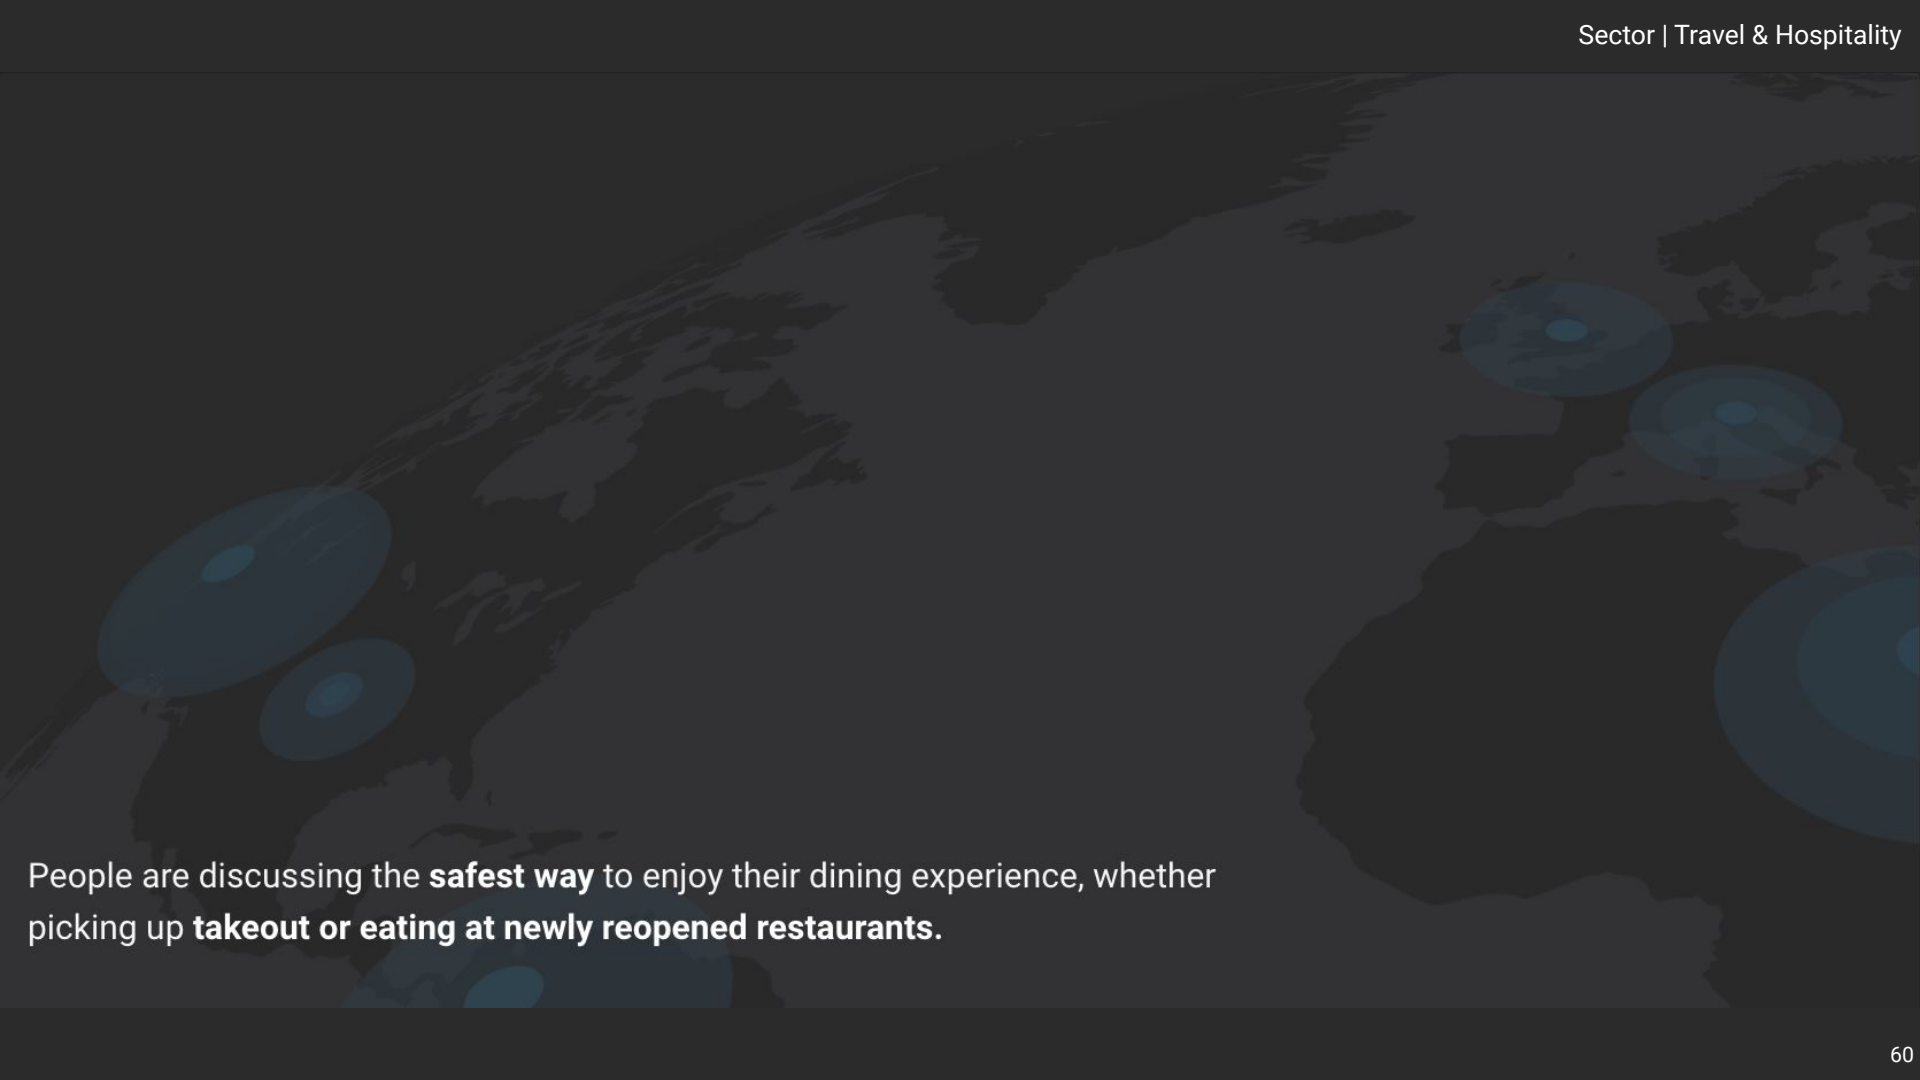 Sector | Travel & Hospitality
People are discussing the safest way to enjoy their dining experience, whether
picking up takeout or eating at newly reopened restaurants.
60